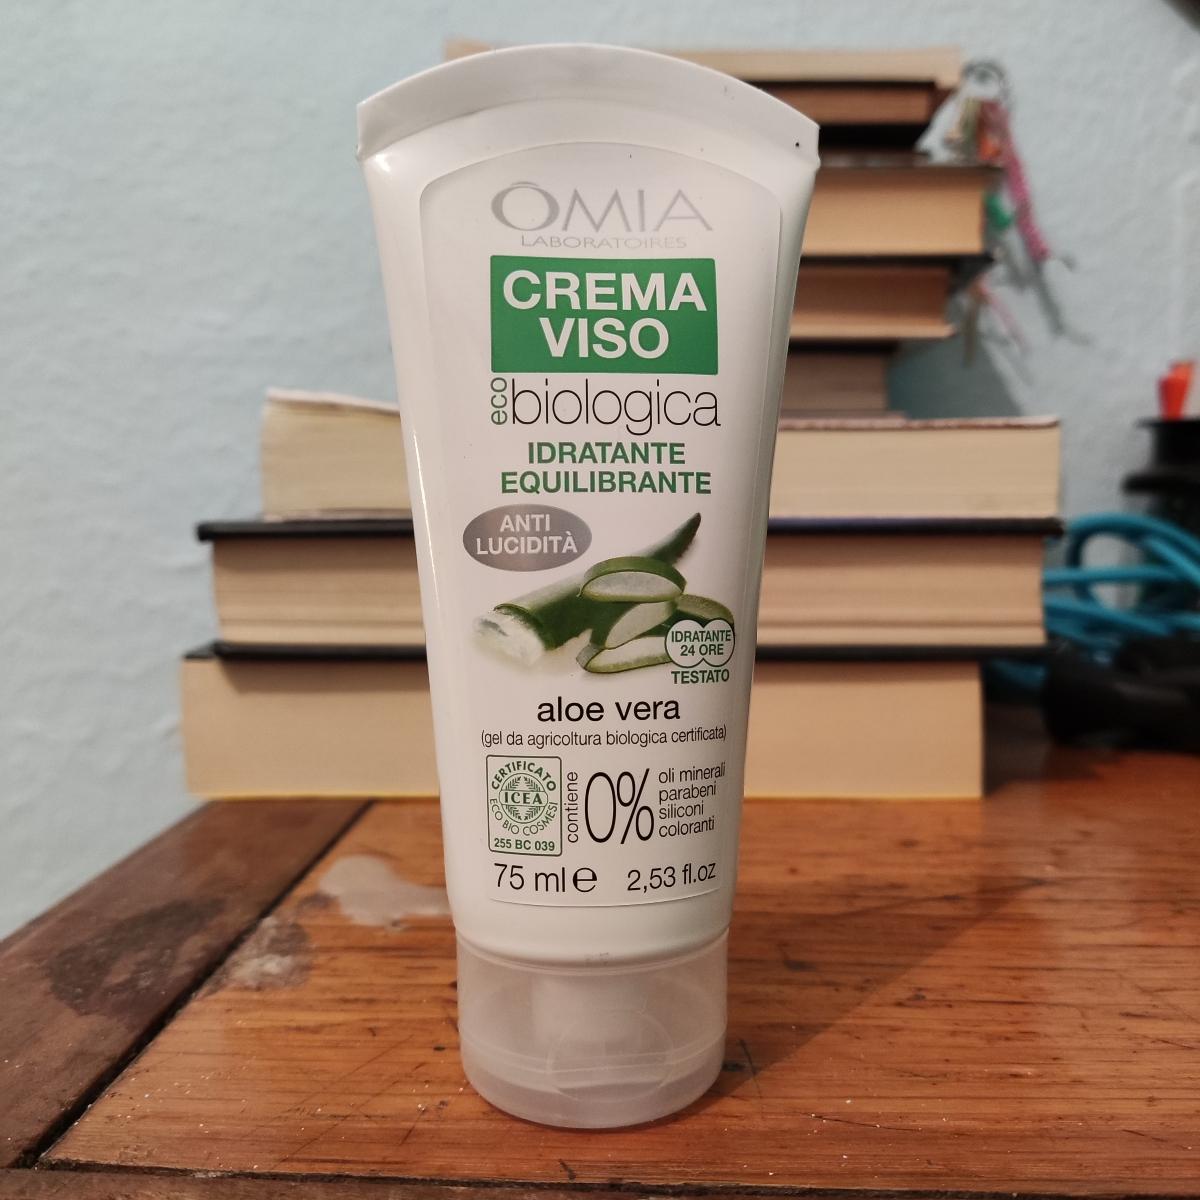 ÔMIA
LABORATOIRES
CREMA
VISO
eco biologica
IDRATANTE
EQUILIBRANTE
ANTI
LUCIDITÀ
IDRATANTE
24 ORE
TESTATO
aloe vera
(gel da agricoltura biologica certificata)
CERTIFICATO
ICEA
ECO BIO COSMESI
255 BC 039
contiene
0%
oli minerali
parabeni
siliconi
coloranti
75 ml e 2,53 fl.oz